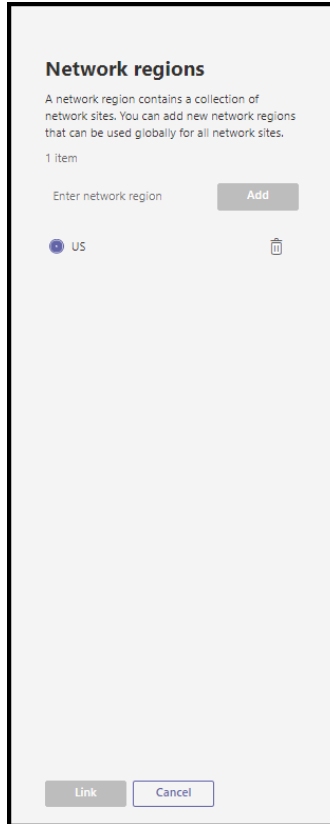 Network regions
A network region contains a collection of
network sites. You can add new network regions
that can be used globally for all network sites.
1 item
Enter network region
Add
US
Link
Cancel